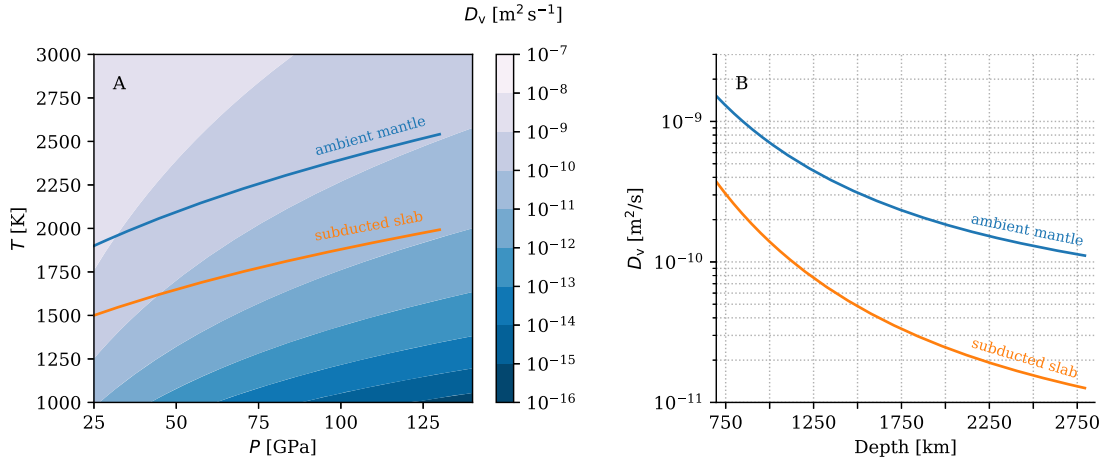 D_v [m² s⁻¹]
A
ambient mantle
subducted slab
3000
2750
2500
2250
2000
1750
1500
1250
1000
T [K]
25
50
75
100
125
P [GPa]
10⁻⁷
10⁻⁸
10⁻⁹
10⁻¹⁰
10⁻¹¹
10⁻¹²
10⁻¹³
10⁻¹⁴
10⁻¹⁵
10⁻¹⁶
B
ambient mantle
subducted slab
10⁻⁹
10⁻¹⁰
10⁻¹¹
D_v [m²/s]
750
1250
1750
2250
2750
Depth [km]